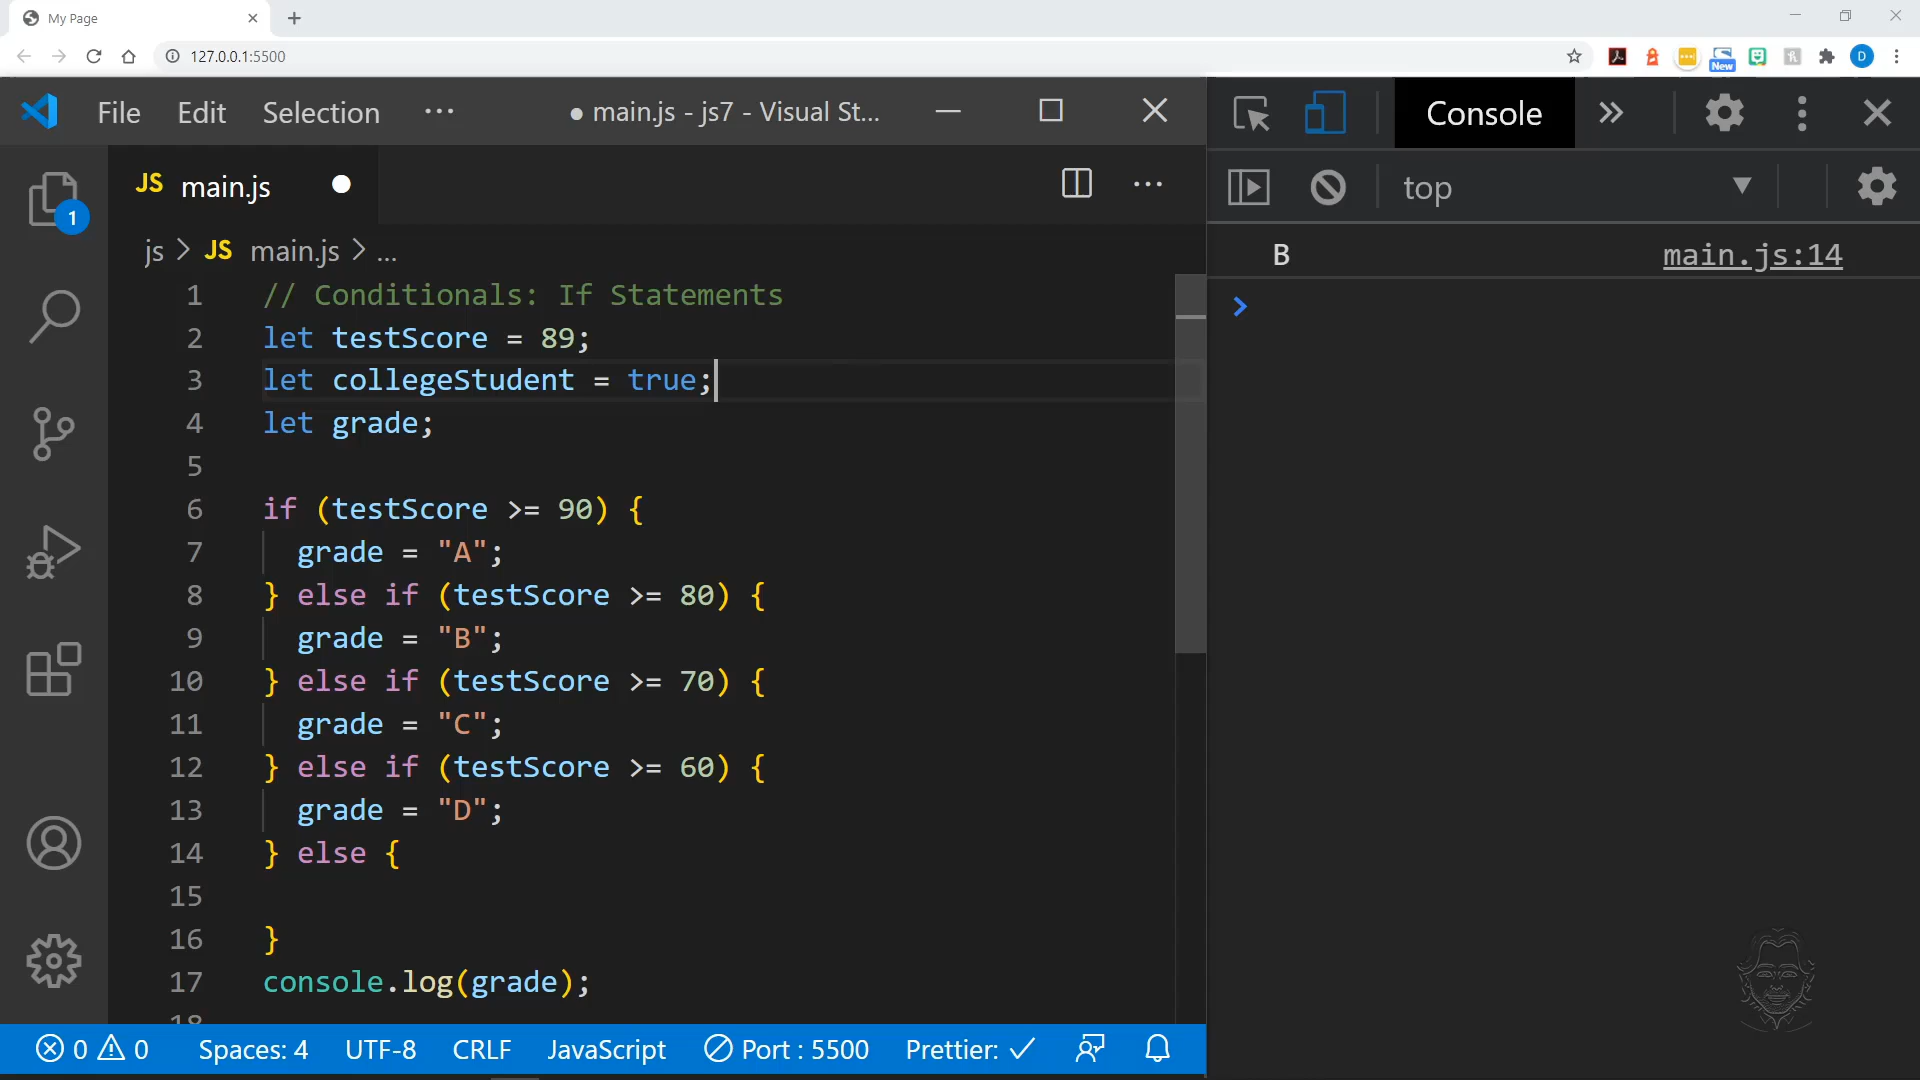 My Page
127.0.0.1:5500
New
D
File Edit Selection ···
● main.js - js7 - Visual St...
Console
1
JS main.js
top
js > JS main.js > ...
B main.js:14
1 // Conditionals: If Statements
2 let testScore = 89;
3 let collegeStudent = true;
4 let grade;
5
6 if (testScore >= 90) {
7 grade = "A";
8 } else if (testScore >= 80) {
9 grade = "B";
10 } else if (testScore >= 70) {
11 grade = "C";
12 } else if (testScore >= 60) {
13 grade = "D";
14 } else {
15
16 }
17 console.log(grade);
18
0 0 Spaces: 4 UTF-8 CRLF JavaScript Port : 5500 Prettier: ✓